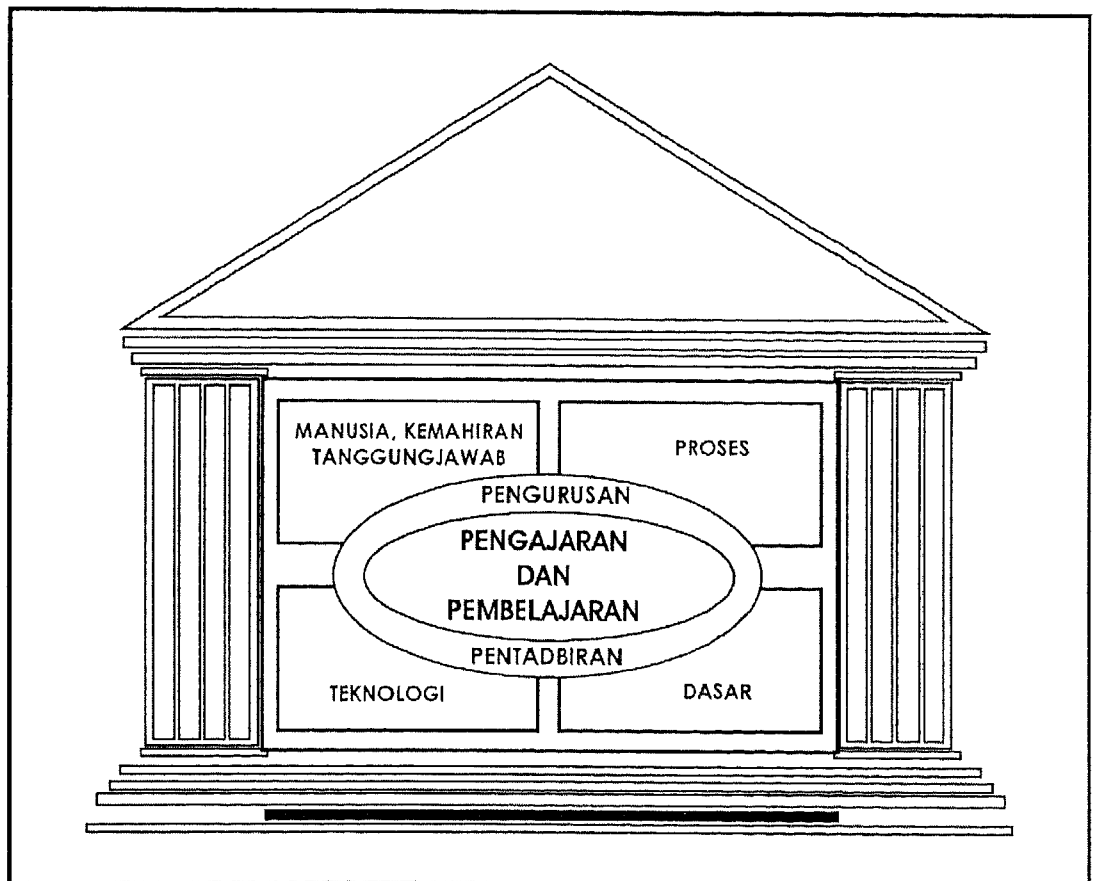 MANUSIA, KEMAHIRAN
TANGGUNGJAWAB
PROSES
PENGURUSAN
PENGAJARAN
DAN
PEMBELAJARAN
PENTADBIRAN
TEKNOLOGI
DASAR